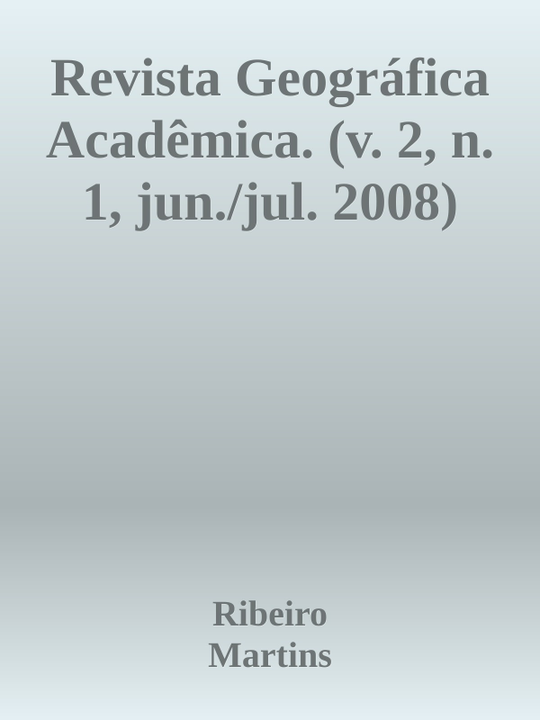 Revista Geográfica
Acadêmica. (v. 2, n.
1, jun./jul. 2008)
Ribeiro
Martins